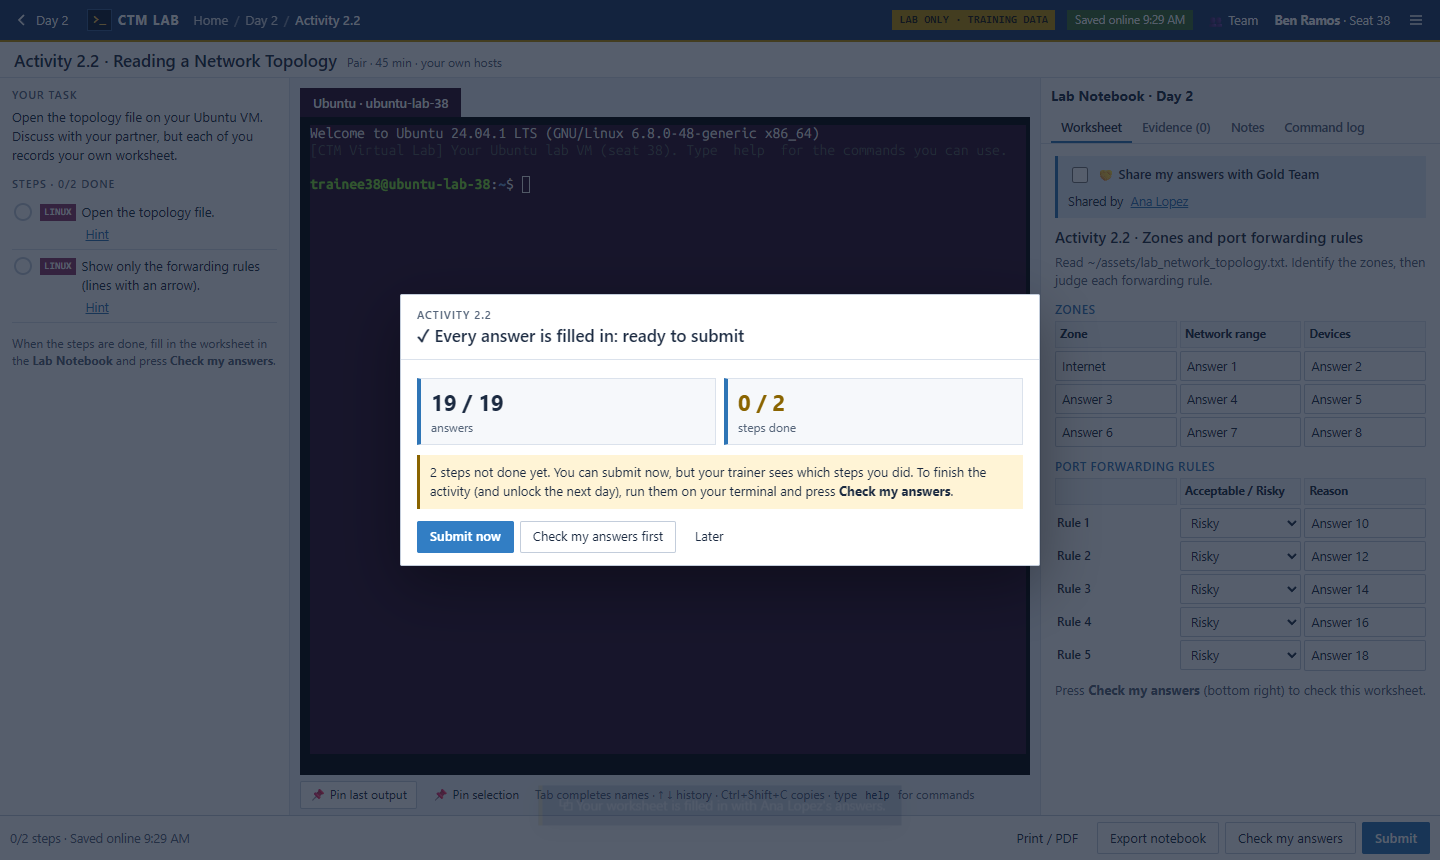 Day 2
>_ CTM LAB
Home / Day 2 / Activity 2.2
LAB ONLY · TRAINING DATA
Saved online 9:29 AM
Team
Ben Ramos · Seat 38
Activity 2.2 · Reading a Network Topology
Pair · 45 min · your own hosts
YOUR TASK
Open the topology file on your Ubuntu VM.
Discuss with your partner, but each of you
records your own worksheet.
STEPS · 0/2 DONE
LINUX Open the topology file.
Hint
LINUX Show only the forwarding rules
(lines with an arrow).
Hint
When the steps are done, fill in the worksheet in
the Lab Notebook and press Check my answers.
Ubuntu · ubuntu-lab-38
Welcome to Ubuntu 24.04.1 LTS (GNU/Linux 6.8.0-48-generic x86_64)
[CTM Virtual Lab] Your Ubuntu lab VM (seat 38). Type help for the commands you can use.
trainee38@ubuntu-lab-38:~$
ACTIVITY 2.2
✓ Every answer is filled in: ready to submit
19 / 19
answers
0 / 2
steps done
2 steps not done yet. You can submit now, but your trainer sees which steps you did. To finish the
activity (and unlock the next day), run them on your terminal and press Check my answers.
Submit now
Check my answers first
Later
Pin last output
Pin selection
Tab completes names · ↑ ↓ history · Ctrl+Shift+C copies · type help for commands
Your worksheet is filled in with Ana Lopez's answers.
Lab Notebook · Day 2
Worksheet
Evidence (0)
Notes
Command log
Share my answers with Gold Team
Shared by Ana Lopez
Activity 2.2 · Zones and port forwarding rules
Read ~/assets/lab_network_topology.txt. Identify the zones, then
judge each forwarding rule.
ZONES
Zone Network range Devices
Internet Answer 1 Answer 2
Answer 3 Answer 4 Answer 5
Answer 6 Answer 7 Answer 8
PORT FORWARDING RULES
Acceptable / Risky Reason
Rule 1 Risky Answer 10
Rule 2 Risky Answer 12
Rule 3 Risky Answer 14
Rule 4 Risky Answer 16
Rule 5 Risky Answer 18
Press Check my answers (bottom right) to check this worksheet.
0/2 steps · Saved online 9:29 AM
Print / PDF
Export notebook
Check my answers
Submit